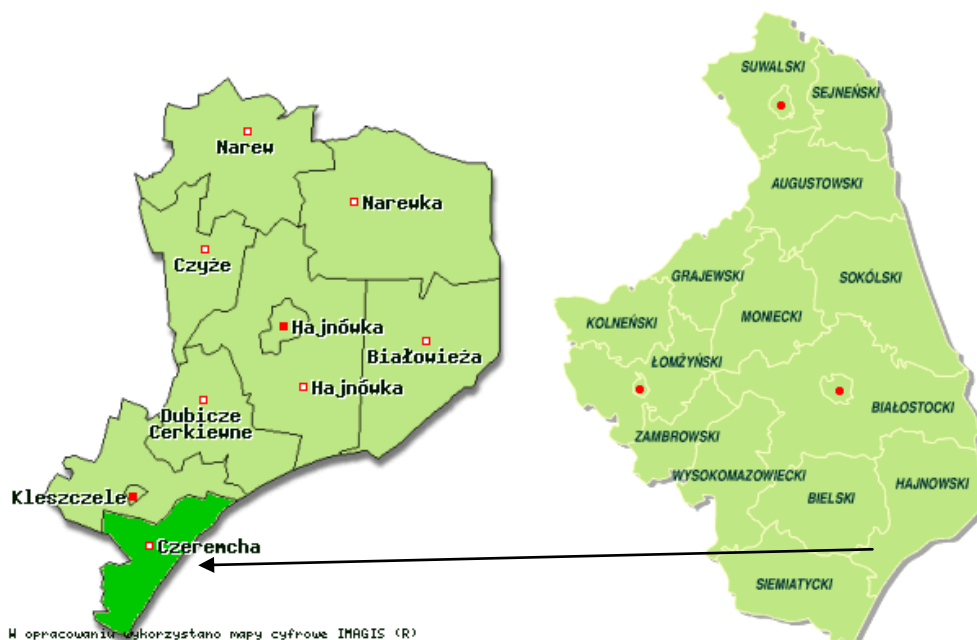 Narew
Narewka
Czyże
Hajnówka
Białowieża
Hajnówka
Dubicze
Cerkiewne
Kleszczele
Czeremcha
W opracowaniu wykorzystano mapy cyfrowe IMAGIS (R)
SUWALSKI
SEJNEŃSKI
AUGUSTOWSKI
GRAJEWSKI
SOKÓLSKI
KOLNEŃSKI
MONIECKI
ŁOMŻYŃSKI
BIAŁOSTOCKI
ZAMBROWSKI
WYSOKOMAZOWIECKI
HAJNOWSKI
BIELSKI
SIEMIATYCKI